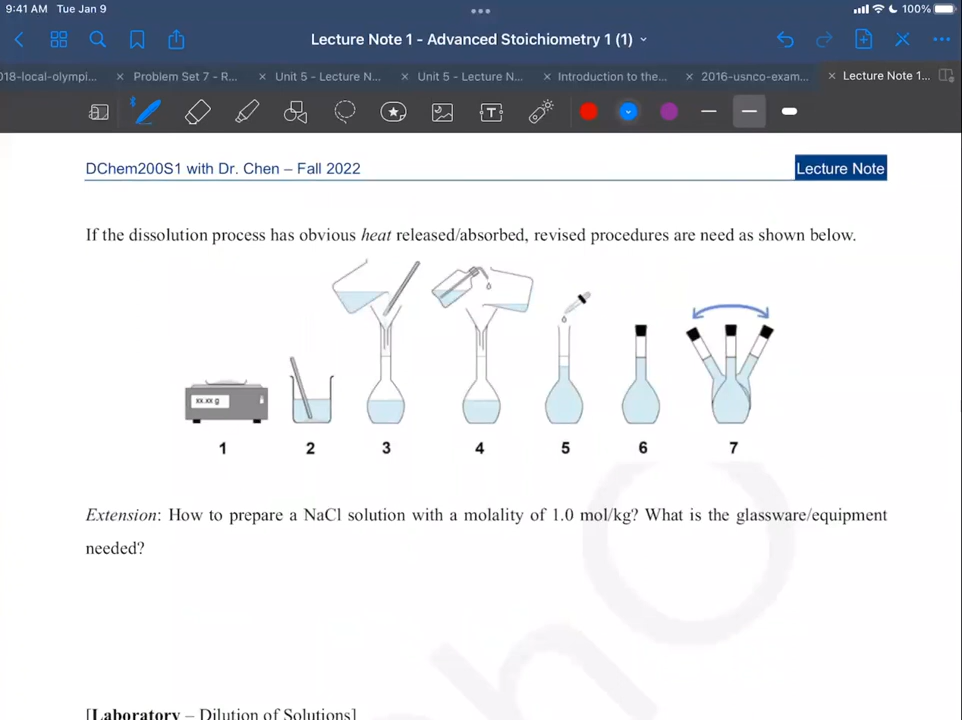 9:41 AM Tue Jan 9
100%
Lecture Note 1 - Advanced Stoichiometry 1 (1)
018-local-olympi...
Problem Set 7 - R...
Unit 5 - Lecture N...
Unit 5 - Lecture N...
Introduction to the...
2016-usnco-exam...
Lecture Note 1...
DChem200S1 with Dr. Chen – Fall 2022
Lecture Note
If the dissolution process has obvious heat released/absorbed, revised procedures are need as shown below.
xx.xx g
1 2 3 4 5 6 7
Extension: How to prepare a NaCl solution with a molality of 1.0 mol/kg? What is the glassware/equipment
needed?
[Laboratory – Dilution of Solutions]